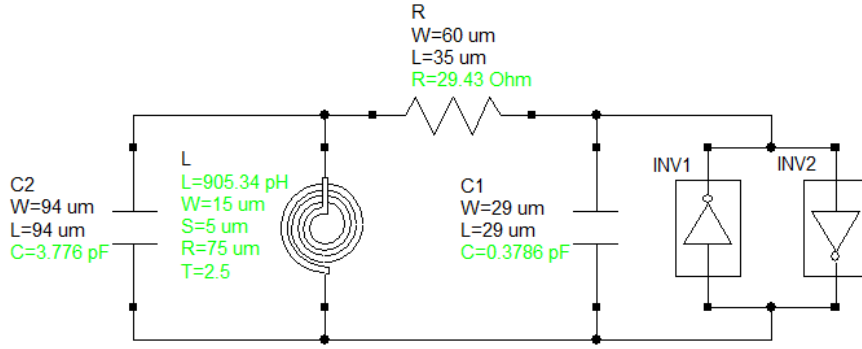 R
W=60 um
L=35 um
R=29.43 Ohm
L
L=905.34 pH
W=15 um
S=5 um
R=75 um
T=2.5
C2
W=94 um
L=94 um
C=3.776 pF
C1
W=29 um
L=29 um
C=0.3786 pF
INV1
INV2